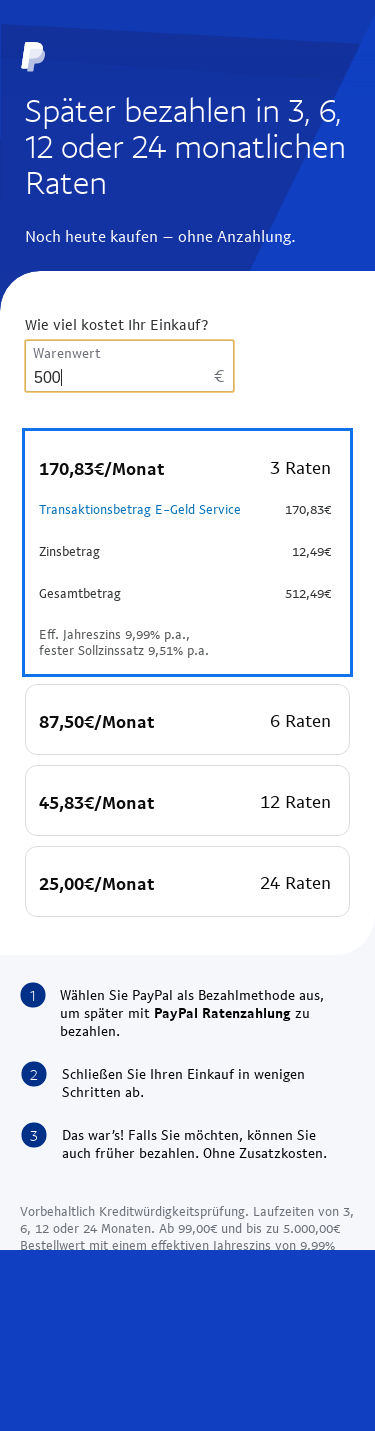 Später bezahlen in 3, 6,
12 oder 24 monatlichen
Raten
Noch heute kaufen – ohne Anzahlung.
Wie viel kostet Ihr Einkauf?
Warenwert
500 €
170,83€/Monat 3 Raten
Transaktionsbetrag E-Geld Service 170,83€
Zinsbetrag 12,49€
Gesamtbetrag 512,49€
Eff. Jahreszins 9,99% p.a.,
fester Sollzinssatz 9,51% p.a.
87,50€/Monat 6 Raten
45,83€/Monat 12 Raten
25,00€/Monat 24 Raten
1 Wählen Sie PayPal als Bezahlmethode aus,
um später mit PayPal Ratenzahlung zu
bezahlen.
2 Schließen Sie Ihren Einkauf in wenigen
Schritten ab.
3 Das war's! Falls Sie möchten, können Sie
auch früher bezahlen. Ohne Zusatzkosten.
Vorbehaltlich Kreditwürdigkeitsprüfung. Laufzeiten von 3,
6, 12 oder 24 Monaten. Ab 99,00€ und bis zu 5.000,00€
Bestellwert mit einem effektiven Jahreszins von 9,99%